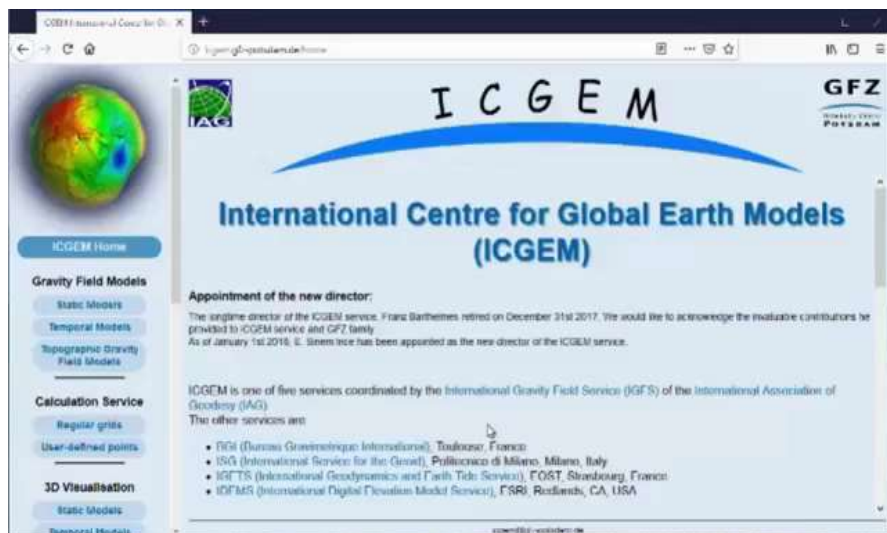 ICGEM International
IAG
ICGEM
GFZ
POTSDAM
International Centre for Global Earth Models
(ICGEM)
ICGEM Home
Gravity Field Models
Static Models
Temporal Models
Topographic Gravity
Field Models
Calculation Service
Regular grids
User-defined points
3D Visualisation
Static Models
Temporal Models
Appointment of the new director:
The longtime director of the ICGEM service, Franz Barthelmes retired on December 31st 2017. We would like to acknowledge the invaluable contributions he
provided to ICGEM service and GFZ family
As of January 1st 2018, E. Sinem Ince has been appointed as the new director of the ICGEM service.
ICGEM is one of five services coordinated by the International Gravity Field Service (IGFS) of the International Association of
Geodesy (IAG)
The other services are
• BGI (Bureau Gravimetrique International), Toulouse, France
• ISG (International Service for the Geoid), Politecnico di Milano, Milano, Italy
• IGETS (International Geodynamics and Earth Tide Service), EOST, Strasbourg, France
• IDEMS (International Digital Elevation Model Service), ESRI, Redlands, CA, USA